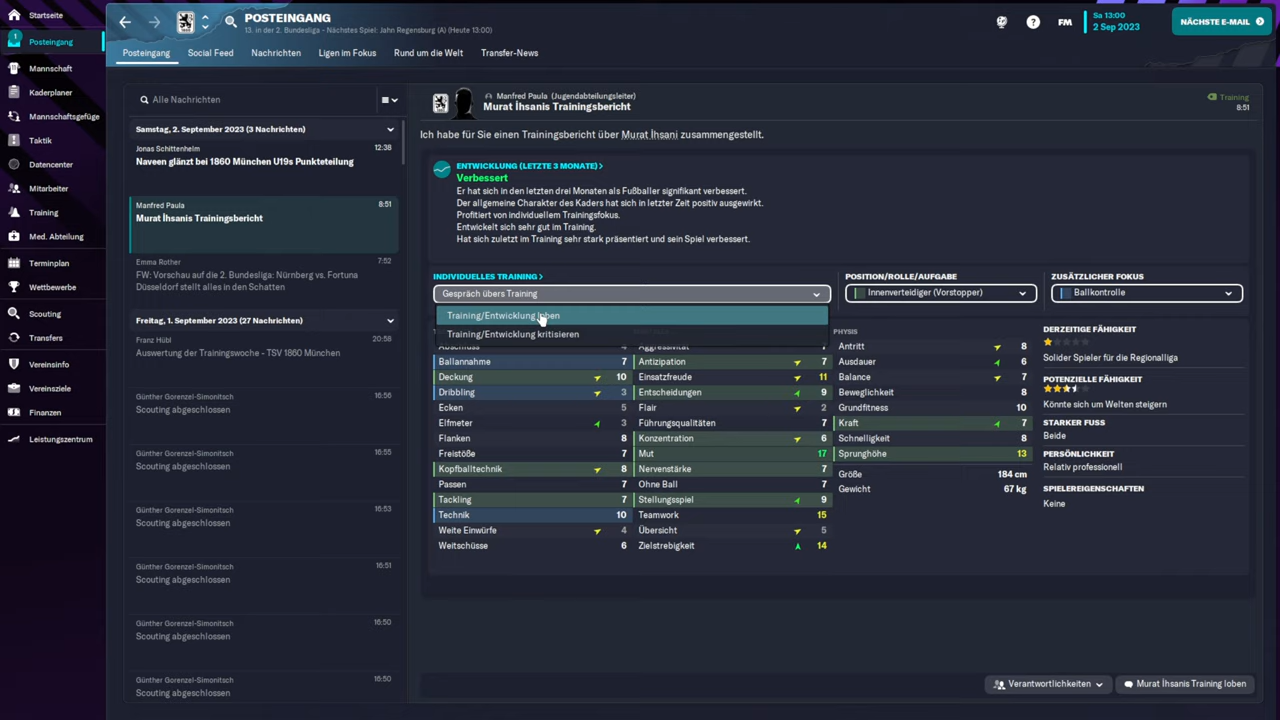 Startseite
1
Posteingang
Mannschaft
Kaderplaner
Mannschaftsgefüge
Taktik
Datencenter
Mitarbeiter
Training
Med. Abteilung
Terminplan
Wettbewerbe
Scouting
Transfers
Vereinsinfo
Vereinsziele
Finanzen
Leistungszentrum
POSTEINGANG
13. in der 2. Bundesliga - Nächstes Spiel: Jahn Regensburg (A) (Heute 13:00)
FM
Sa 13:00
2 Sep 2023
NÄCHSTE E-MAIL
Posteingang
Social Feed
Nachrichten
Ligen im Fokus
Rund um die Welt
Transfer-News
Alle Nachrichten
Samstag, 2. September 2023 (3 Nachrichten)
Jonas Schittenhelm 12:38
Naveen glänzt bei 1860 München U19s Punkteteilung
Manfred Paula 8:51
Murat İhsanis Trainingsbericht
Emma Rother 7:52
FW: Vorschau auf die 2. Bundesliga: Nürnberg vs. Fortuna
Düsseldorf stellt alles in den Schatten
Freitag, 1. September 2023 (27 Nachrichten)
Franz Hübl 20:58
Auswertung der Trainingswoche - TSV 1860 München
Günther Gorenzel-Simonitsch 16:56
Scouting abgeschlossen
Günther Gorenzel-Simonitsch 16:55
Scouting abgeschlossen
Günther Gorenzel-Simonitsch 16:53
Scouting abgeschlossen
Günther Gorenzel-Simonitsch 16:51
Scouting abgeschlossen
Günther Gorenzel-Simonitsch 16:50
Scouting abgeschlossen
Günther Gorenzel-Simonitsch 16:50
Scouting abgeschlossen
Manfred Paula (Jugendabteilungsleiter)
Murat İhsanis Trainingsbericht
Training
8:51
Ich habe für Sie einen Trainingsbericht über Murat İhsani zusammengestellt.
ENTWICKLUNG (LETZTE 3 MONATE)
Verbessert
Er hat sich in den letzten drei Monaten als Fußballer signifikant verbessert.
Der allgemeine Charakter des Kaders hat sich in letzter Zeit positiv ausgewirkt.
Profitiert von individuellem Trainingsfokus.
Entwickelt sich sehr gut im Training.
Hat sich zuletzt im Training sehr stark präsentiert und sein Spiel verbessert.
INDIVIDUELLES TRAINING
Gespräch übers Training
Training/Entwicklung loben
Training/Entwicklung kritisieren
POSITION/ROLLE/AUFGABE
Innenverteidiger (Vorstopper)
ZUSÄTZLICHER FOKUS
Ballkontrolle
Abschluss 4
Ballannahme 7
Deckung 10
Dribbling 3
Ecken 5
Elfmeter 3
Flanken 8
Freistöße 7
Kopfballtechnik 8
Passen 7
Tackling 7
Technik 10
Weite Einwürfe 4
Weitschüsse 6
Aggressivität
Antizipation 7
Einsatzfreude 11
Entscheidungen 9
Flair 2
Führungsqualitäten 7
Konzentration 6
Mut 17
Nervenstärke 7
Ohne Ball 7
Stellungsspiel 9
Teamwork 15
Übersicht 5
Zielstrebigkeit 14
PHYSIS
Antritt 8
Ausdauer 6
Balance 7
Beweglichkeit 8
Grundfitness 10
Kraft 7
Schnelligkeit 8
Sprunghöhe 13
Größe 184 cm
Gewicht 67 kg
DERZEITIGE FÄHIGKEIT
Solider Spieler für die Regionalliga
POTENZIELLE FÄHIGKEIT
Könnte sich um Welten steigern
STARKER FUSS
Beide
PERSÖNLICHKEIT
Relativ professionell
SPIELEREIGENSCHAFTEN
Keine
Verantwortlichkeiten
Murat İhsanis Training loben